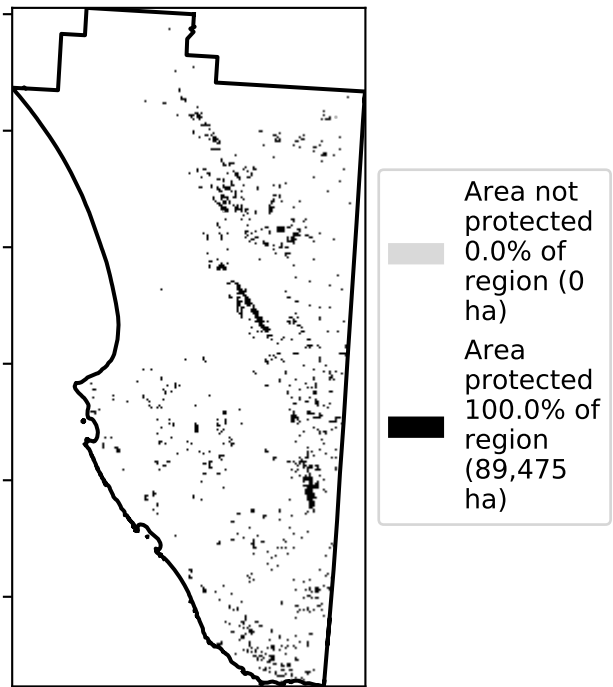 Area not
protected
0.0% of
region (0
ha)
Area
protected
100.0% of
region
(89,475
ha)